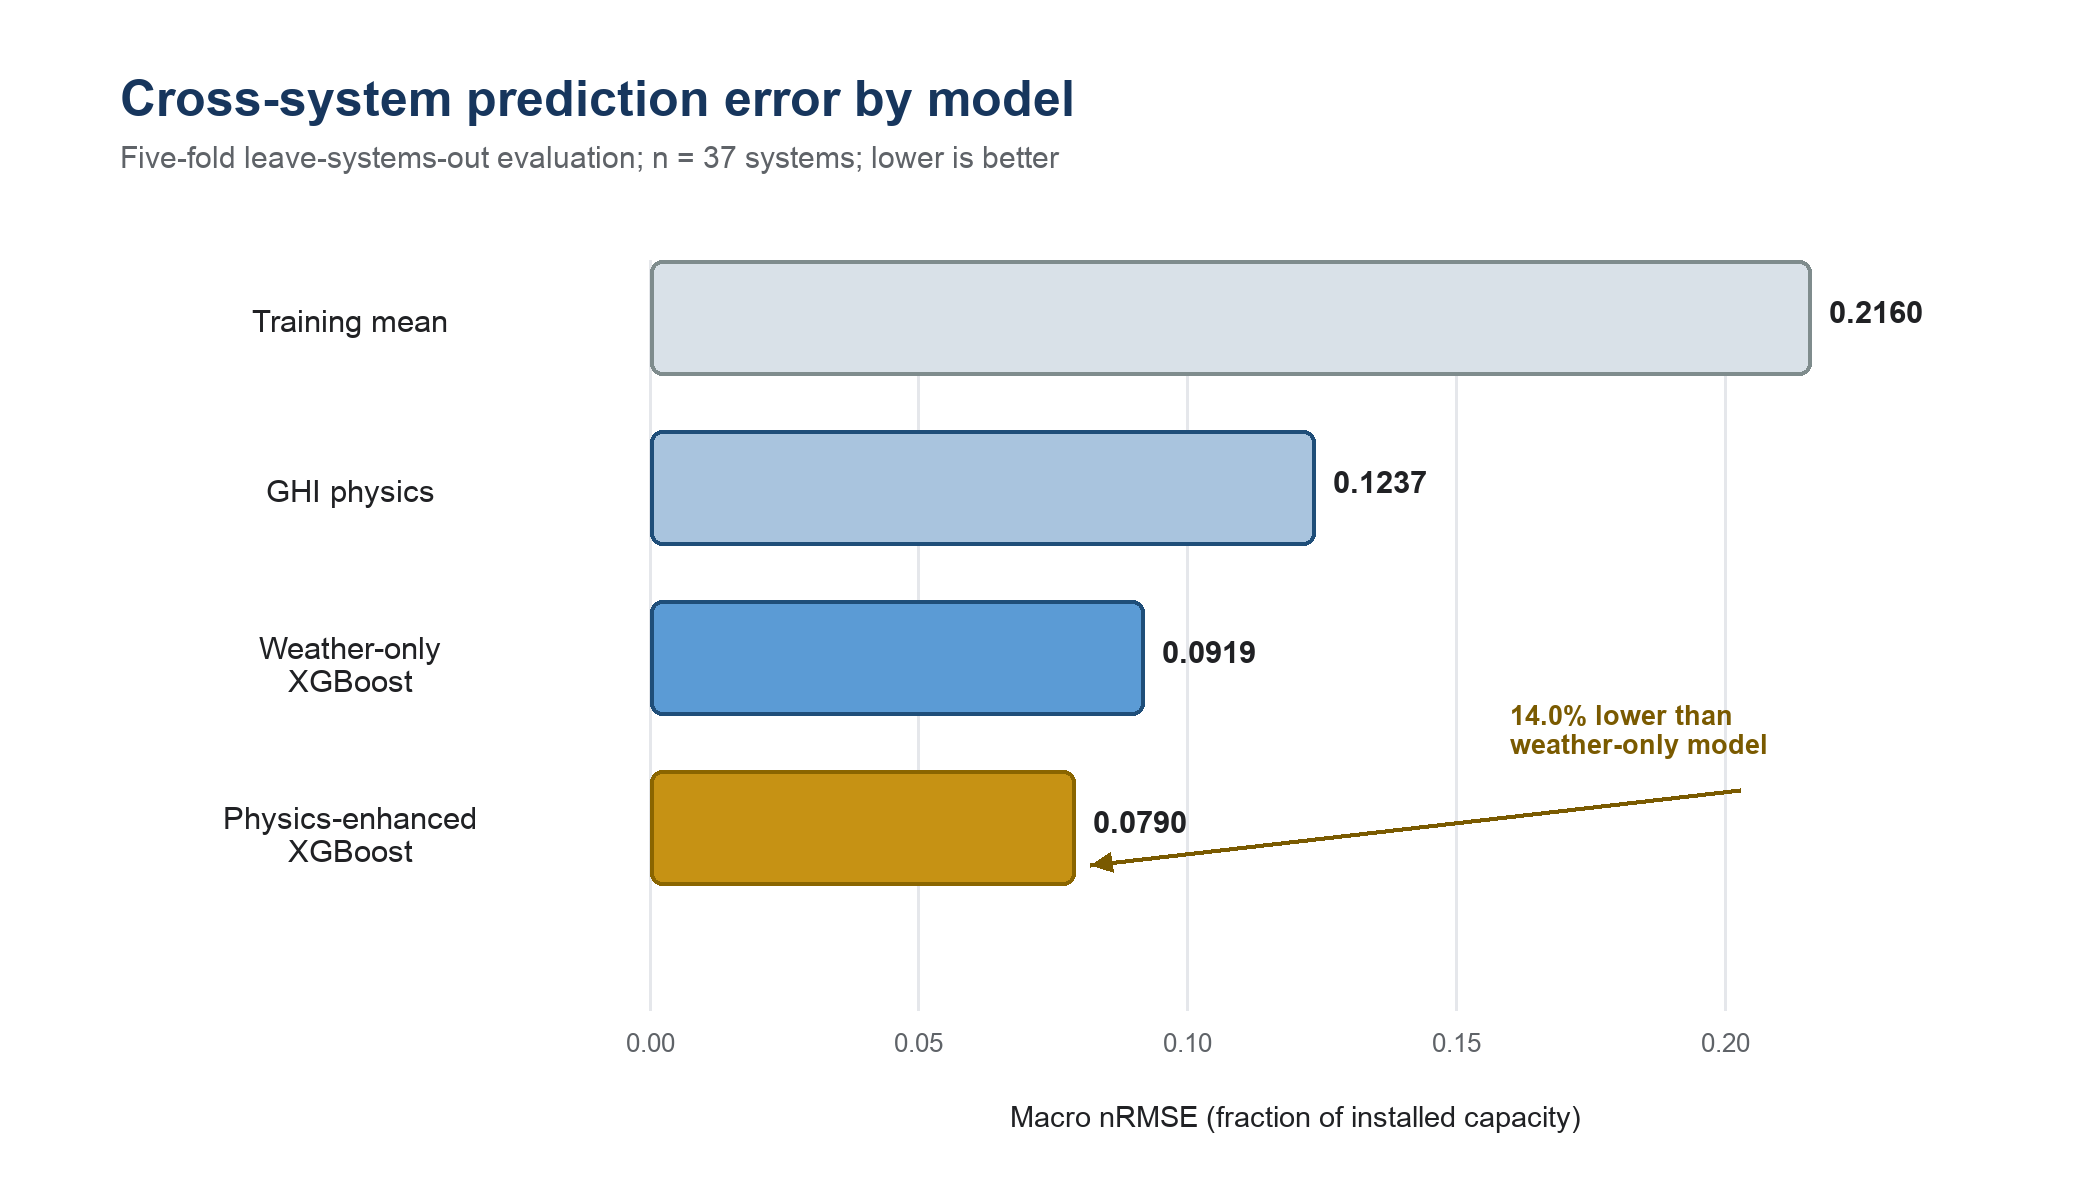 Cross-system prediction error by model
Five-fold leave-systems-out evaluation; n = 37 systems; lower is better
Training mean
0.2160
GHI physics
0.1237
Weather-only
XGBoost
0.0919
14.0% lower than
weather-only model
Physics-enhanced
XGBoost
0.0790
0.00 0.05 0.10 0.15 0.20
Macro nRMSE (fraction of installed capacity)